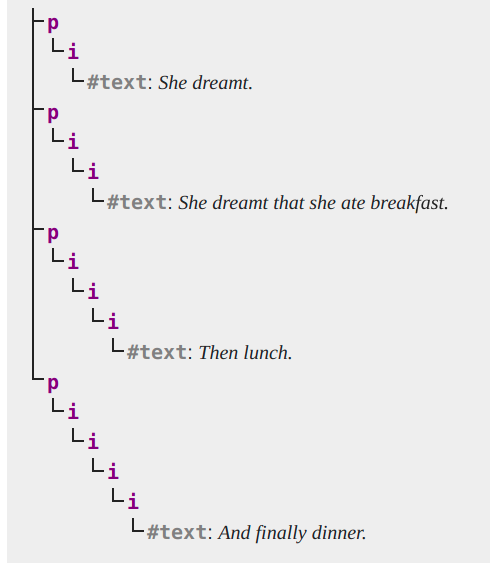 p
i
#text: She dreamt.
p
i
i
#text: She dreamt that she ate breakfast.
p
i
i
i
#text: Then lunch.
p
i
i
i
i
#text: And finally dinner.